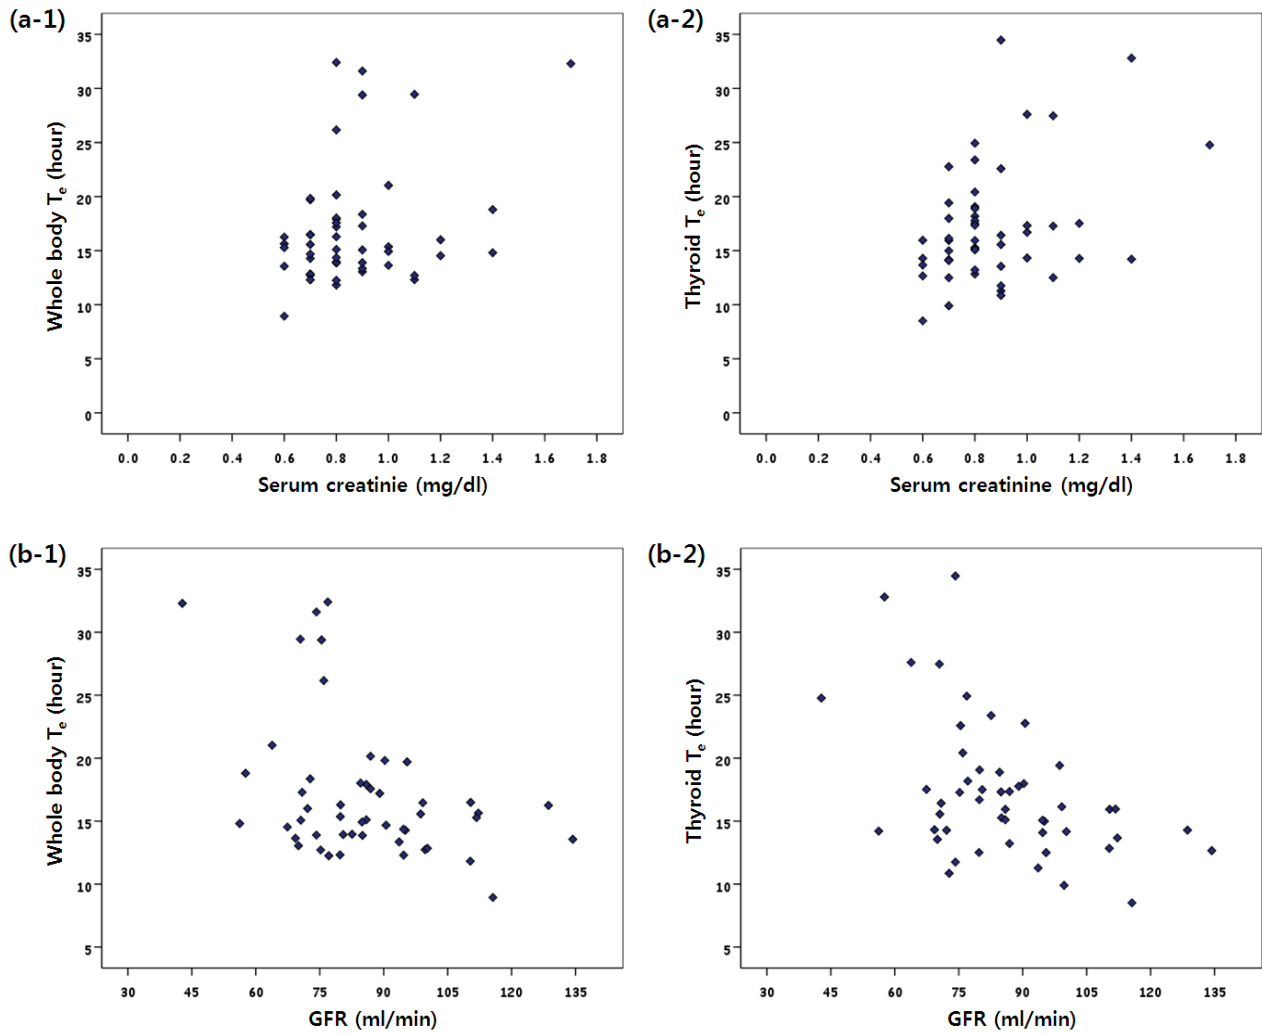 (a-1)
Whole body Te (hour)
35
30
25
20
15
10
5
0
0.0 0.2 0.4 0.6 0.8 1.0 1.2 1.4 1.6 1.8
Serum creatinie (mg/dl)
(a-2)
Thyroid Te (hour)
35
30
25
20
15
10
5
0
0.0 0.2 0.4 0.6 0.8 1.0 1.2 1.4 1.6 1.8
Serum creatinine (mg/dl)
(b-1)
Whole body Te (hour)
35
30
25
20
15
10
5
30 45 60 75 90 105 120 135
GFR (ml/min)
(b-2)
Thyroid Te (hour)
35
30
25
20
15
10
5
30 45 60 75 90 105 120 135
GFR (ml/min)